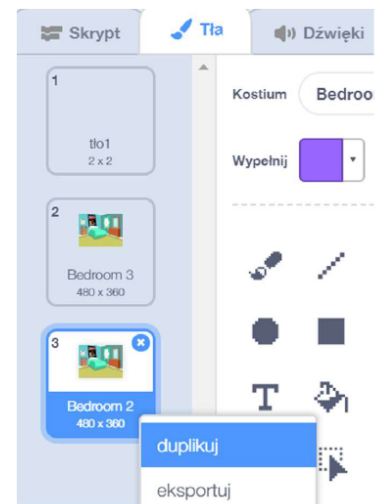 Skrypt Tła Dźwięki
1
tło1
2 x 2
2
Bedroom 3
480 x 360
3
Bedroom 2
480 x 360
Kostium Bedroo
Wypełnij
T
duplikuj
eksportuj